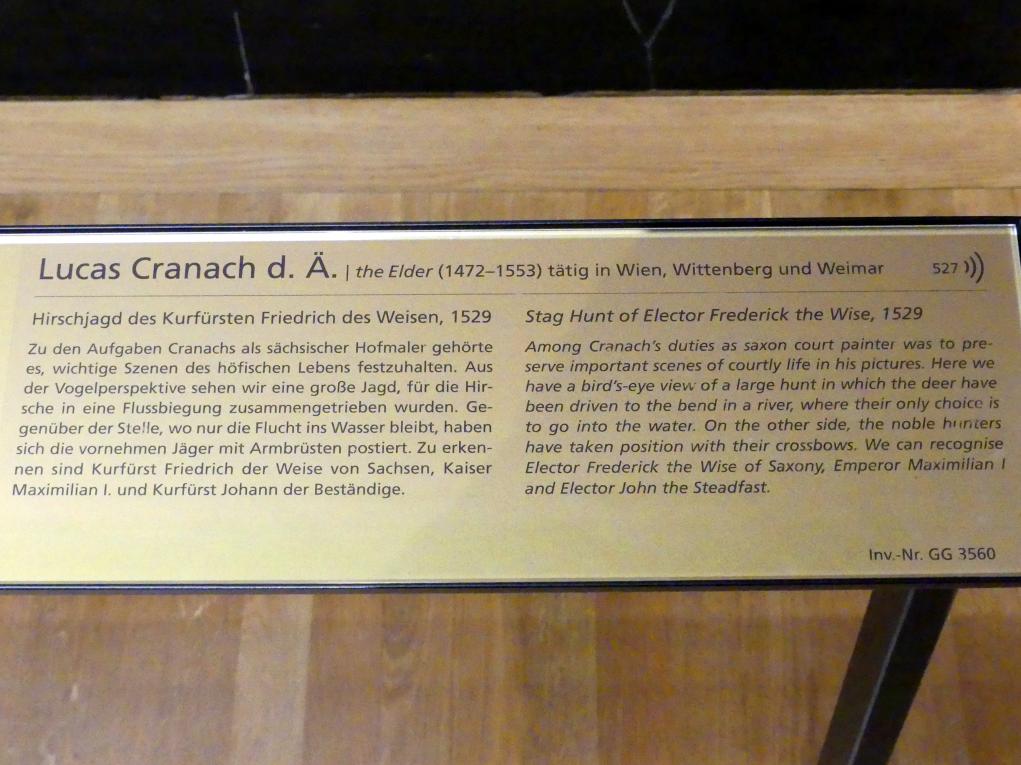 Lucas Cranach d. Ä. | the Elder (1472–1553) tätig in Wien, Wittenberg und Weimar 527
Hirschjagd des Kurfürsten Friedrich des Weisen, 1529
Zu den Aufgaben Cranachs als sächsischer Hofmaler gehörte
es, wichtige Szenen des höfischen Lebens festzuhalten. Aus
der Vogelperspektive sehen wir eine große Jagd, für die Hir-
sche in eine Flussbiegung zusammengetrieben wurden. Ge-
genüber der Stelle, wo nur die Flucht ins Wasser bleibt, haben
sich die vornehmen Jäger mit Armbrüsten postiert. Zu erken-
nen sind Kurfürst Friedrich der Weise von Sachsen, Kaiser
Maximilian I. und Kurfürst Johann der Beständige.
Stag Hunt of Elector Frederick the Wise, 1529
Among Cranach's duties as saxon court painter was to pre-
serve important scenes of courtly life in his pictures. Here we
have a bird's-eye view of a large hunt in which the deer have
been driven to the bend in a river, where their only choice is
to go into the water. On the other side, the noble hunters
have taken position with their crossbows. We can recognise
Elector Frederick the Wise of Saxony, Emperor Maximilian I
and Elector John the Steadfast.
Inv.-Nr. GG 3560